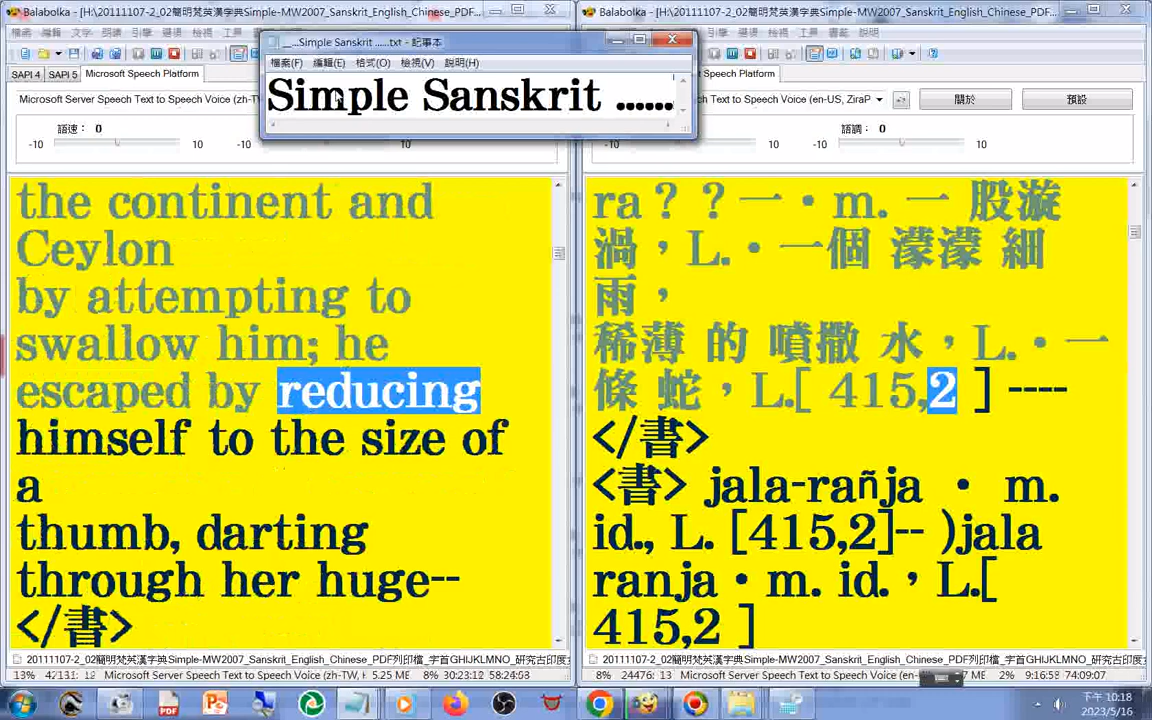 Balabolka - [H:\20111107-2_02簡明梵英漢字典Simple-MW2007_Sanskrit_English_Chinese_PDF...
Balabolka - [H:\20111107-2_02簡明梵英漢字典Simple-MW2007_Sanskrit_English_Chinese_PDF...
__...Simple Sanskrit ......txt - 記事本
檔案(F) 編輯(E) 格式(O) 檢視(V) 說明(H)
Simple Sanskrit ......
SAPI 4 SAPI 5 Microsoft Speech Platform
t Speech Platform
Microsoft Server Speech Text to Speech Voice (zh-TW
Microsoft Server Speech Text to Speech Voice (en-US, ZiraP
關於 預設
語速： 0
-10 10 10
語速： 0 語調： 0
-10 10 -10 10
the continent and
Ceylon
by attempting to
swallow him; he
escaped by reducing
himself to the size of
a
thumb, darting
through her huge--
</書>
ra？？一・m. 一 股漩
渦，L.・一個 濛濛 細
雨，
稀薄 的 噴撒 水，L.・一
條 蛇，L.[ 415,2 ] ----
</書>
<書> jala-rañja ・ m.
id., L. [415,2]-- )jala
ranja・m. id.，L.[
415,2 ]
20111107-2_02簡明梵英漢字典Simple-MW2007_Sanskrit_English_Chinese_PDF列印檔_字首GHIJKLMNO_研究古印度
20111107-2_02簡明梵英漢字典Simple-MW2007_Sanskrit_English_Chinese_PDF列印檔_字首GHIJKLMNO_研究古印度
13% 42131: Microsoft Server Speech Text to Speech Voice (zh-TW, 5.25 ME 30:23:12 58:24:53
8% 24476: Microsoft Server Speech Text to Speech Voice (en-US, 2% 9:16:5 74:09:07
下午 10:18
2023/5/16